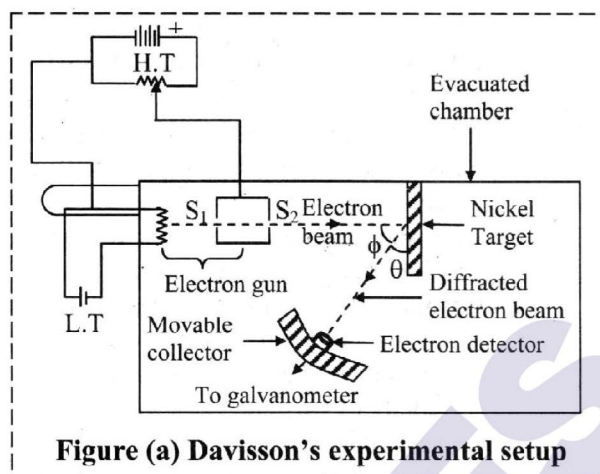 +
H.T
Evacuated
chamber
S₁ S₂ Electron
beam
Nickel
Target
ϕ
θ
Electron gun
Diffracted
electron beam
L.T
Movable
collector
Electron detector
To galvanometer
Figure (a) Davisson's experimental setup